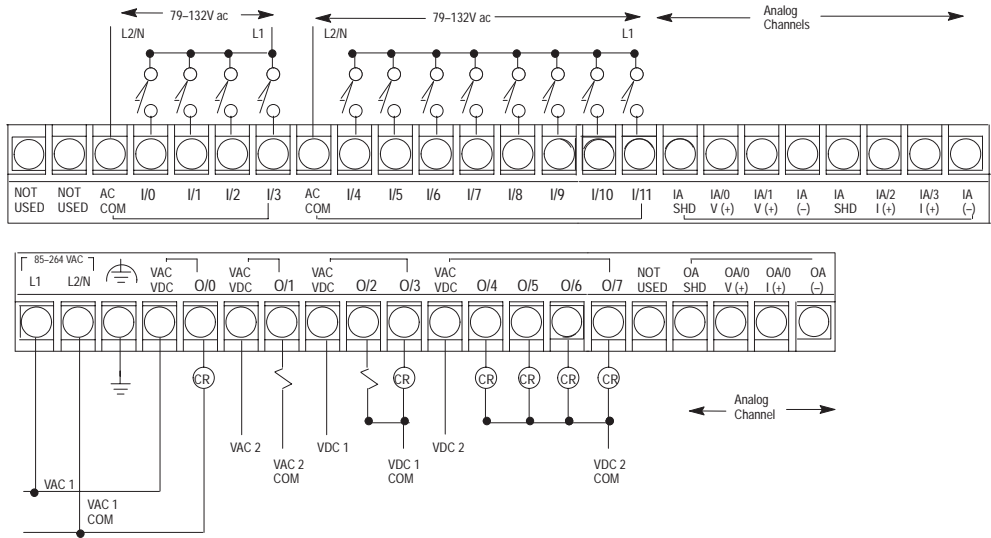 79–132V ac
79–132V ac
Analog
Channels
L2/N
L1
L2/N
L1
NOT
USED
NOT
USED
AC
COM
I/0
I/1
I/2
I/3
AC
COM
I/4
I/5
I/6
I/7
I/8
I/9
I/10
I/11
IA
SHD
IA/0
V (+)
IA/1
V (+)
IA
(–)
IA
SHD
IA/2
I (+)
IA/3
I (+)
IA
(–)
85–264 VAC
L1
L2/N
VAC
VDC
O/0
VAC
VDC
O/1
VAC
VDC
O/2
O/3
VAC
VDC
O/4
O/5
O/6
O/7
NOT
USED
OA
SHD
OA/0
V (+)
OA/0
I (+)
OA
(–)
CR
CR
CR
CR
CR
CR
Analog
Channel
VAC 2
VAC 2
COM
VDC 1
VDC 1
COM
VDC 2
VDC 2
COM
VAC 1
VAC 1
COM